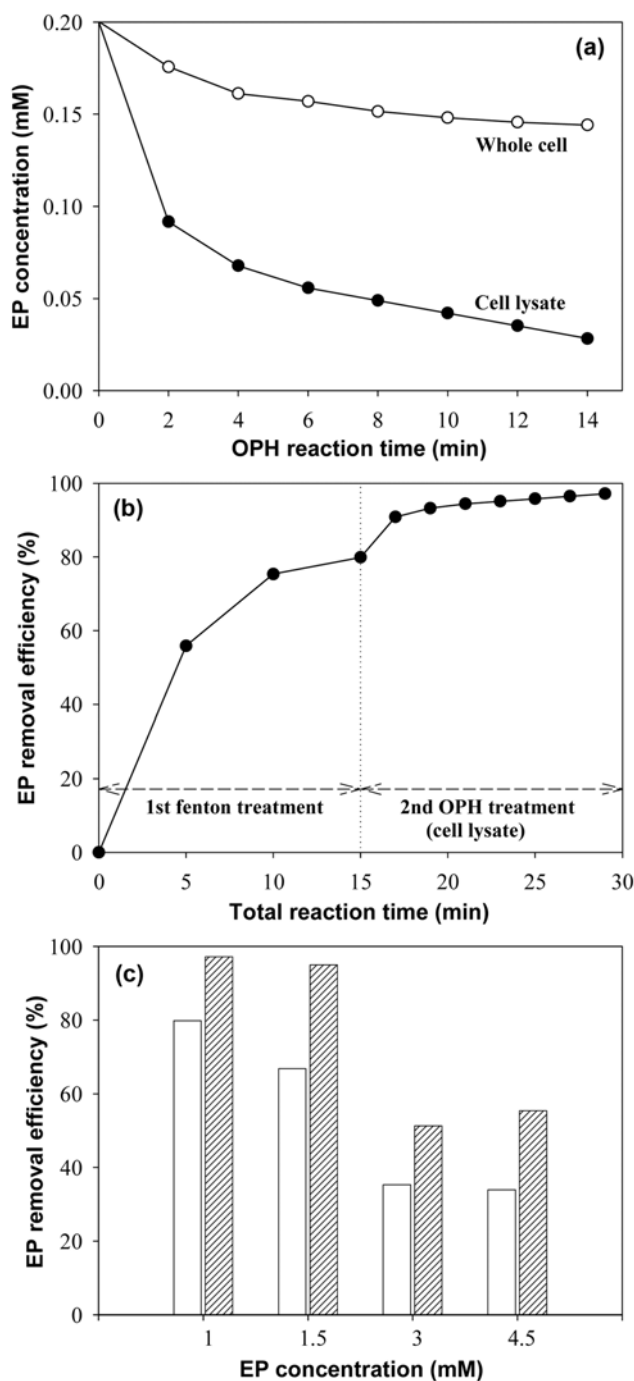 (a)
EP concentration (mM)
0.20
0.15
0.10
0.05
0.00
Whole cell
Cell lysate
0 2 4 6 8 10 12 14
OPH reaction time (min)
(b)
EP removal efficiency (%)
100
80
60
40
20
0
1st fenton treatment
2nd OPH treatment
(cell lysate)
0 5 10 15 20 25 30
Total reaction time (min)
(c)
EP removal efficiency (%)
100
80
60
40
20
0
1 1.5 3 4.5
EP concentration (mM)